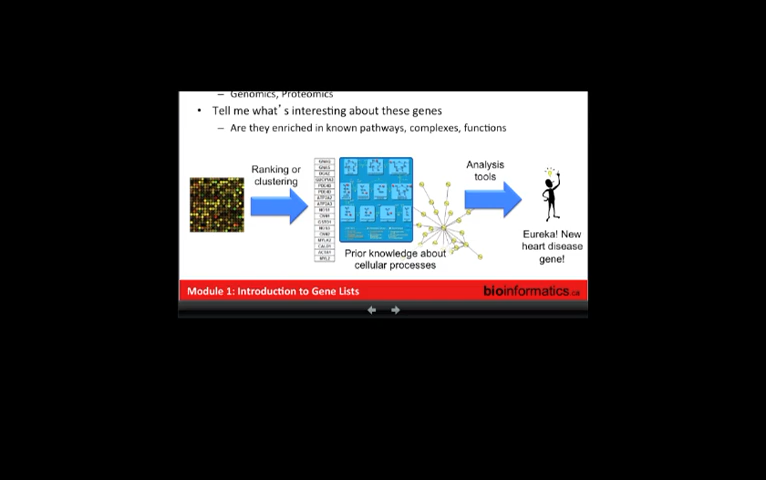 – Genomics, Proteomics
• Tell me what's interesting about these genes
– Are they enriched in known pathways, complexes, functions
Ranking or
clustering
Analysis
tools
Prior knowledge about
cellular processes
Eureka! New
heart disease
gene!
Module 1: Introduction to Gene Lists
bioinformatics.ca